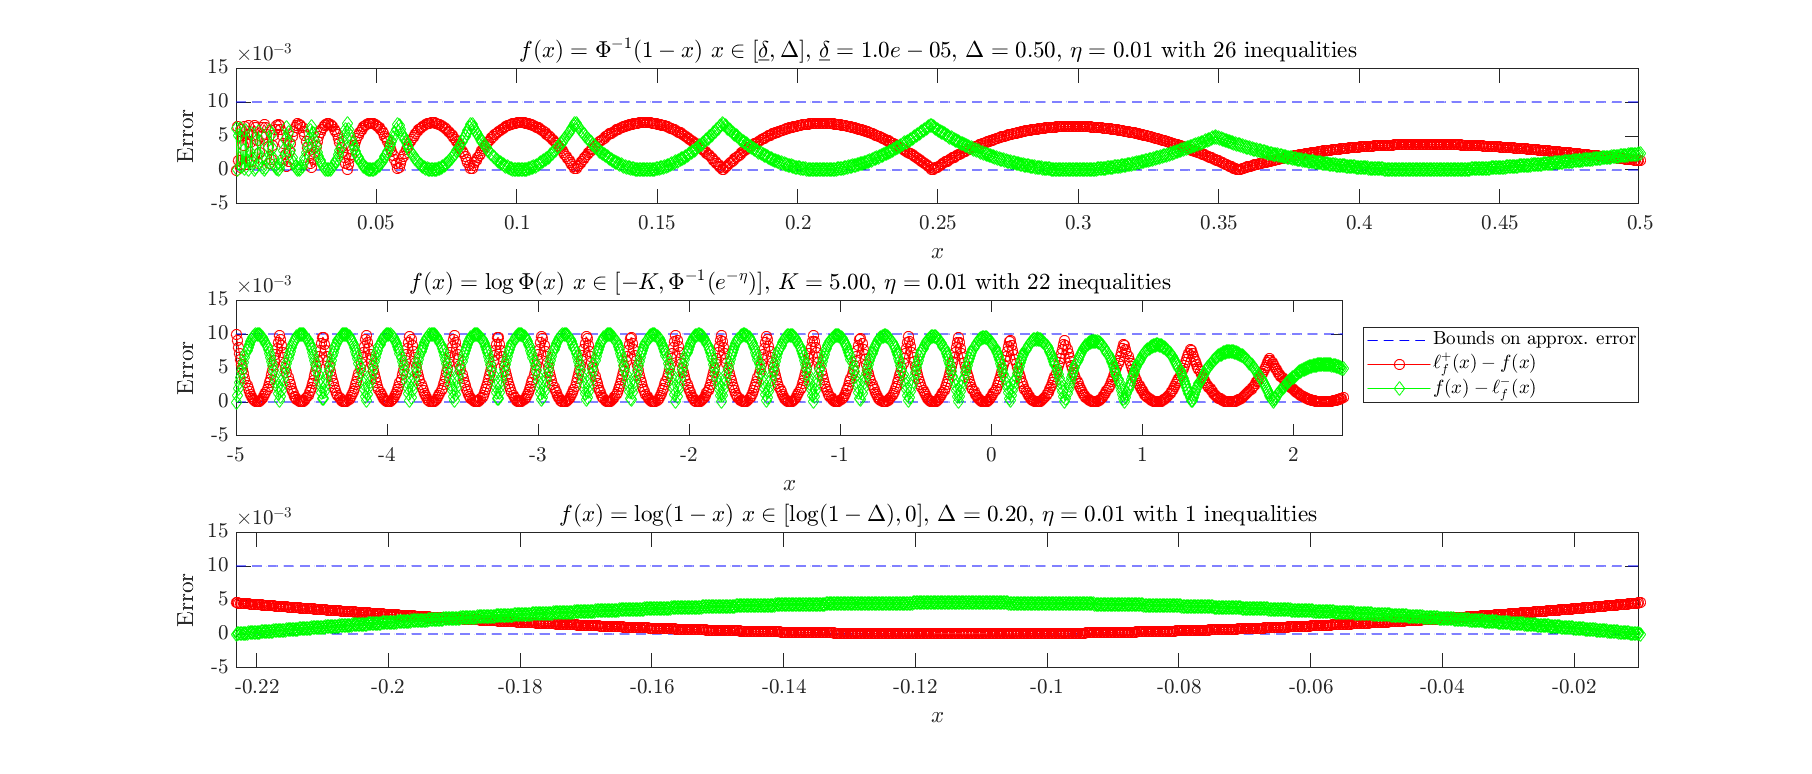 ×10⁻³
f(x) = Φ⁻¹(1 − x) x ∈ [δ̲, Δ], δ̲ = 1.0e − 05, Δ = 0.50, η = 0.01 with 26 inequalities
15
10
5
0
-5
Error
0.05 0.1 0.15 0.2 0.25 0.3 0.35 0.4 0.45 0.5
x
×10⁻³
f(x) = log Φ(x) x ∈ [−K, Φ⁻¹(e^{−η})], K = 5.00, η = 0.01 with 22 inequalities
15
10
5
0
-5
Error
-5 -4 -3 -2 -1 0 1 2
x
Bounds on approx. error
ℓ_f^+(x) − f(x)
f(x) − ℓ_f^−(x)
×10⁻³
f(x) = log(1 − x) x ∈ [log(1 − Δ), 0], Δ = 0.20, η = 0.01 with 1 inequalities
15
10
5
0
-5
Error
-0.22 -0.2 -0.18 -0.16 -0.14 -0.12 -0.1 -0.08 -0.06 -0.04 -0.02
x